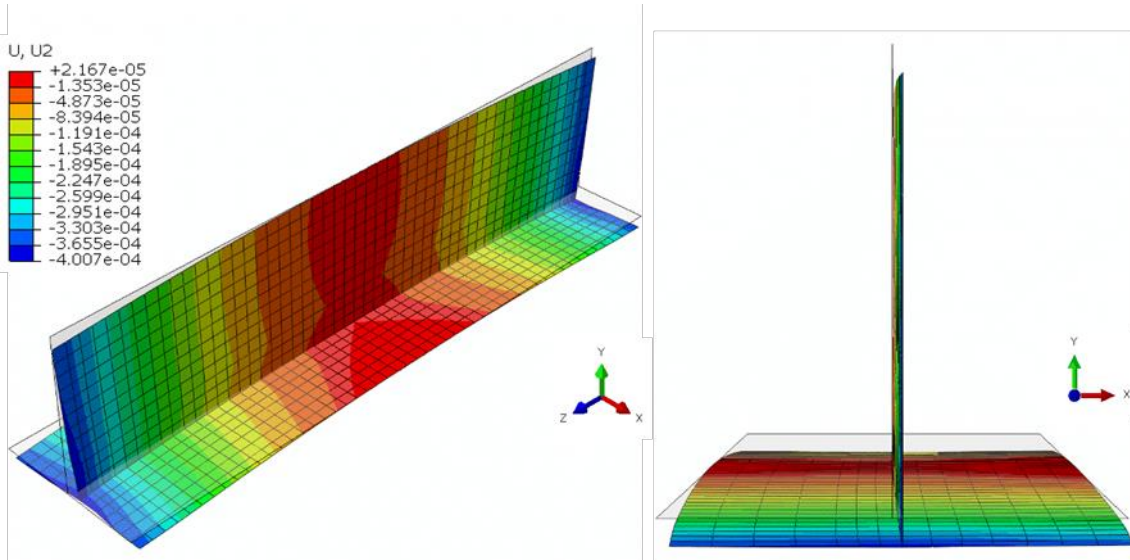 U, U2
+2.167e-05
-1.353e-05
-4.873e-05
-8.394e-05
-1.191e-04
-1.543e-04
-1.895e-04
-2.247e-04
-2.599e-04
-2.951e-04
-3.303e-04
-3.655e-04
-4.007e-04
Y
Z
X
Y
X